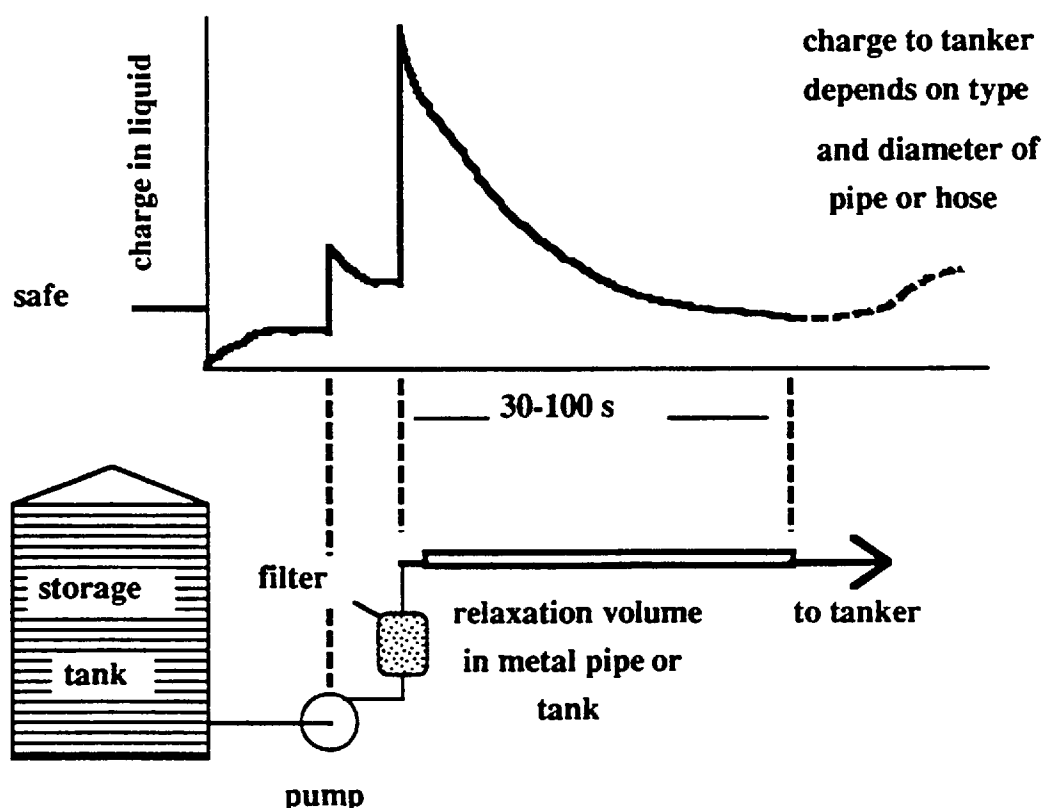 charge to tanker
depends on type
and diameter of
pipe or hose
charge in liquid
safe
30-100 s
storage
tank
filter
relaxation volume
in metal pipe or
tank
to tanker
pump